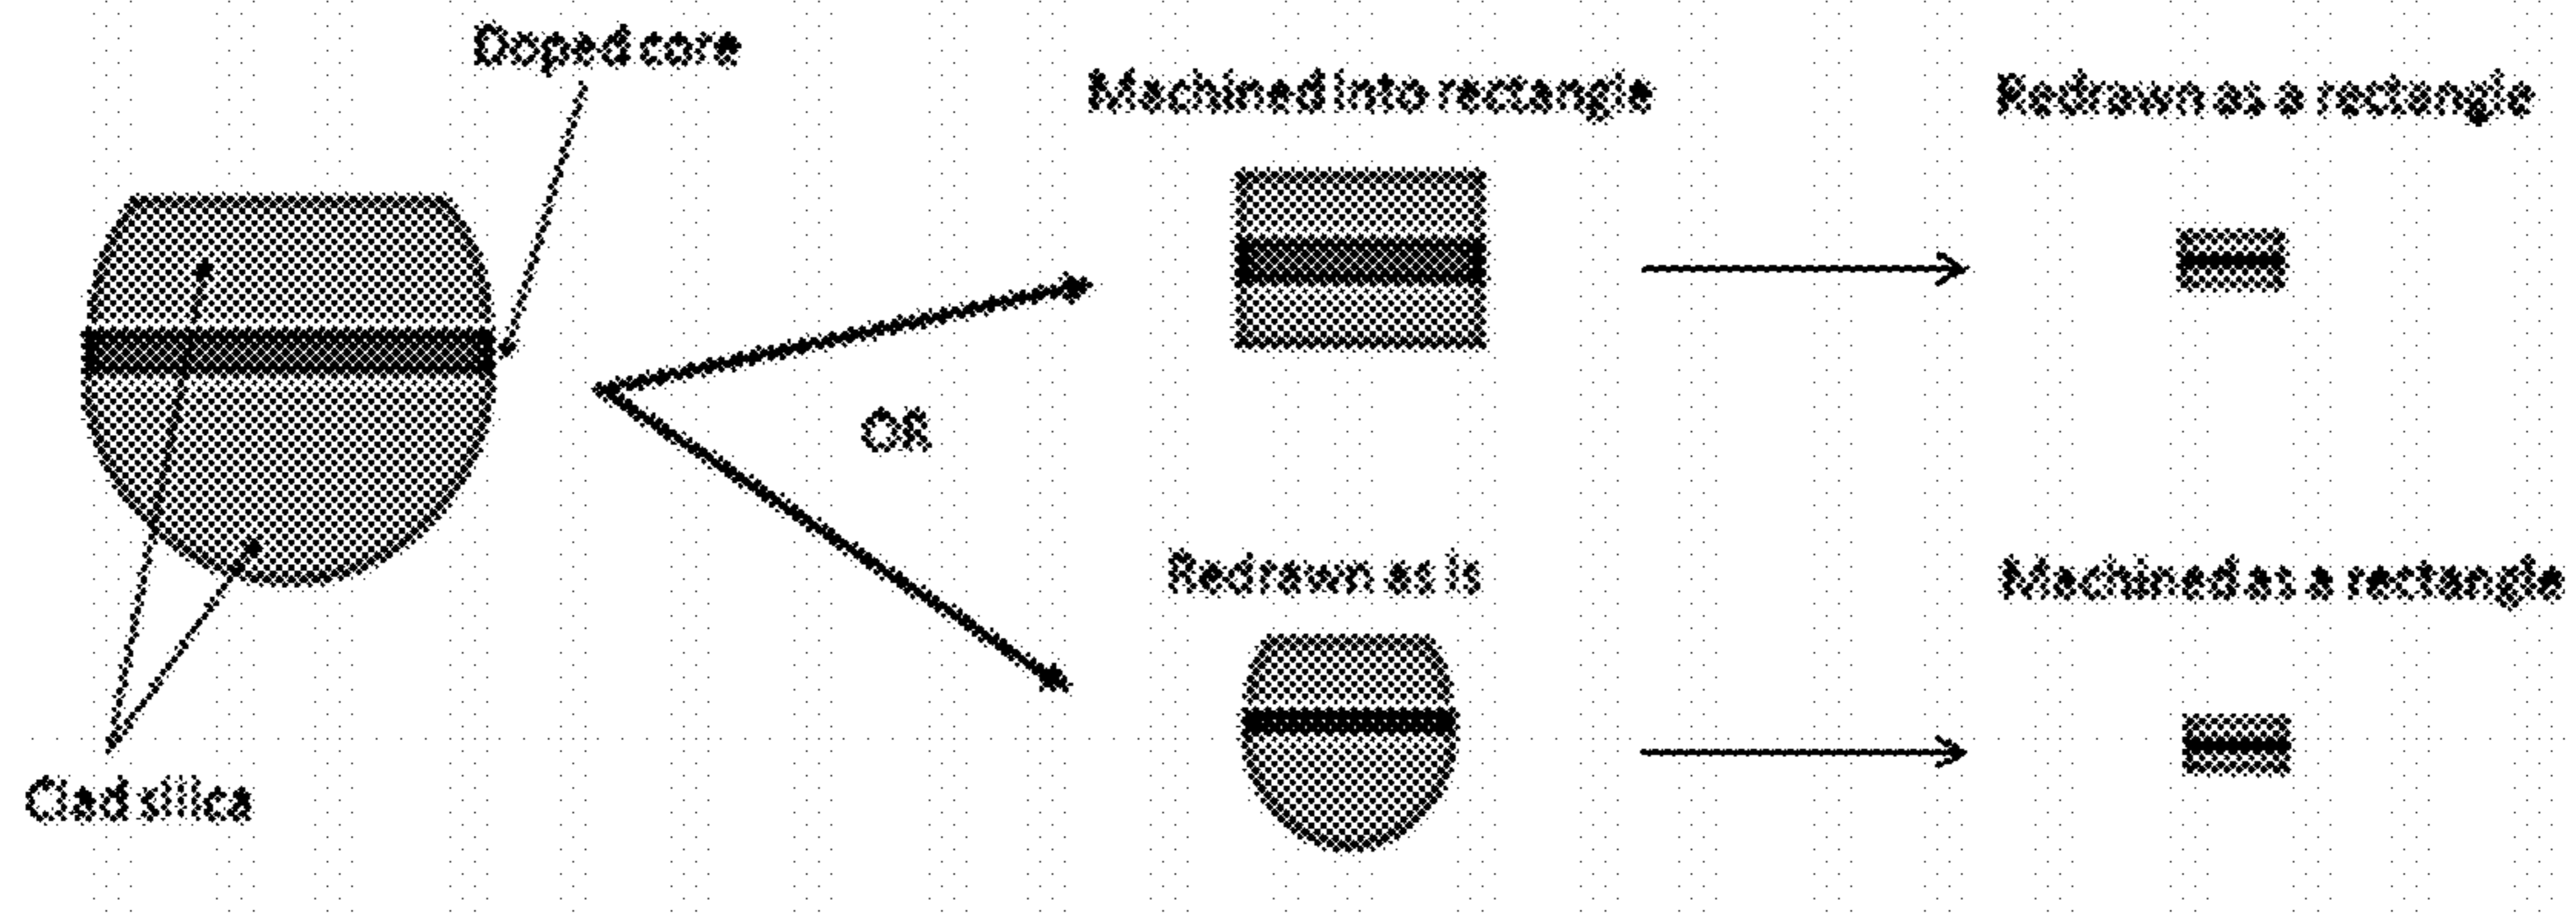 Doped core
Machined into rectangle
Redrawn as a rectangle
OR
Redrawn as is
Machined as a rectangle
Clad silica